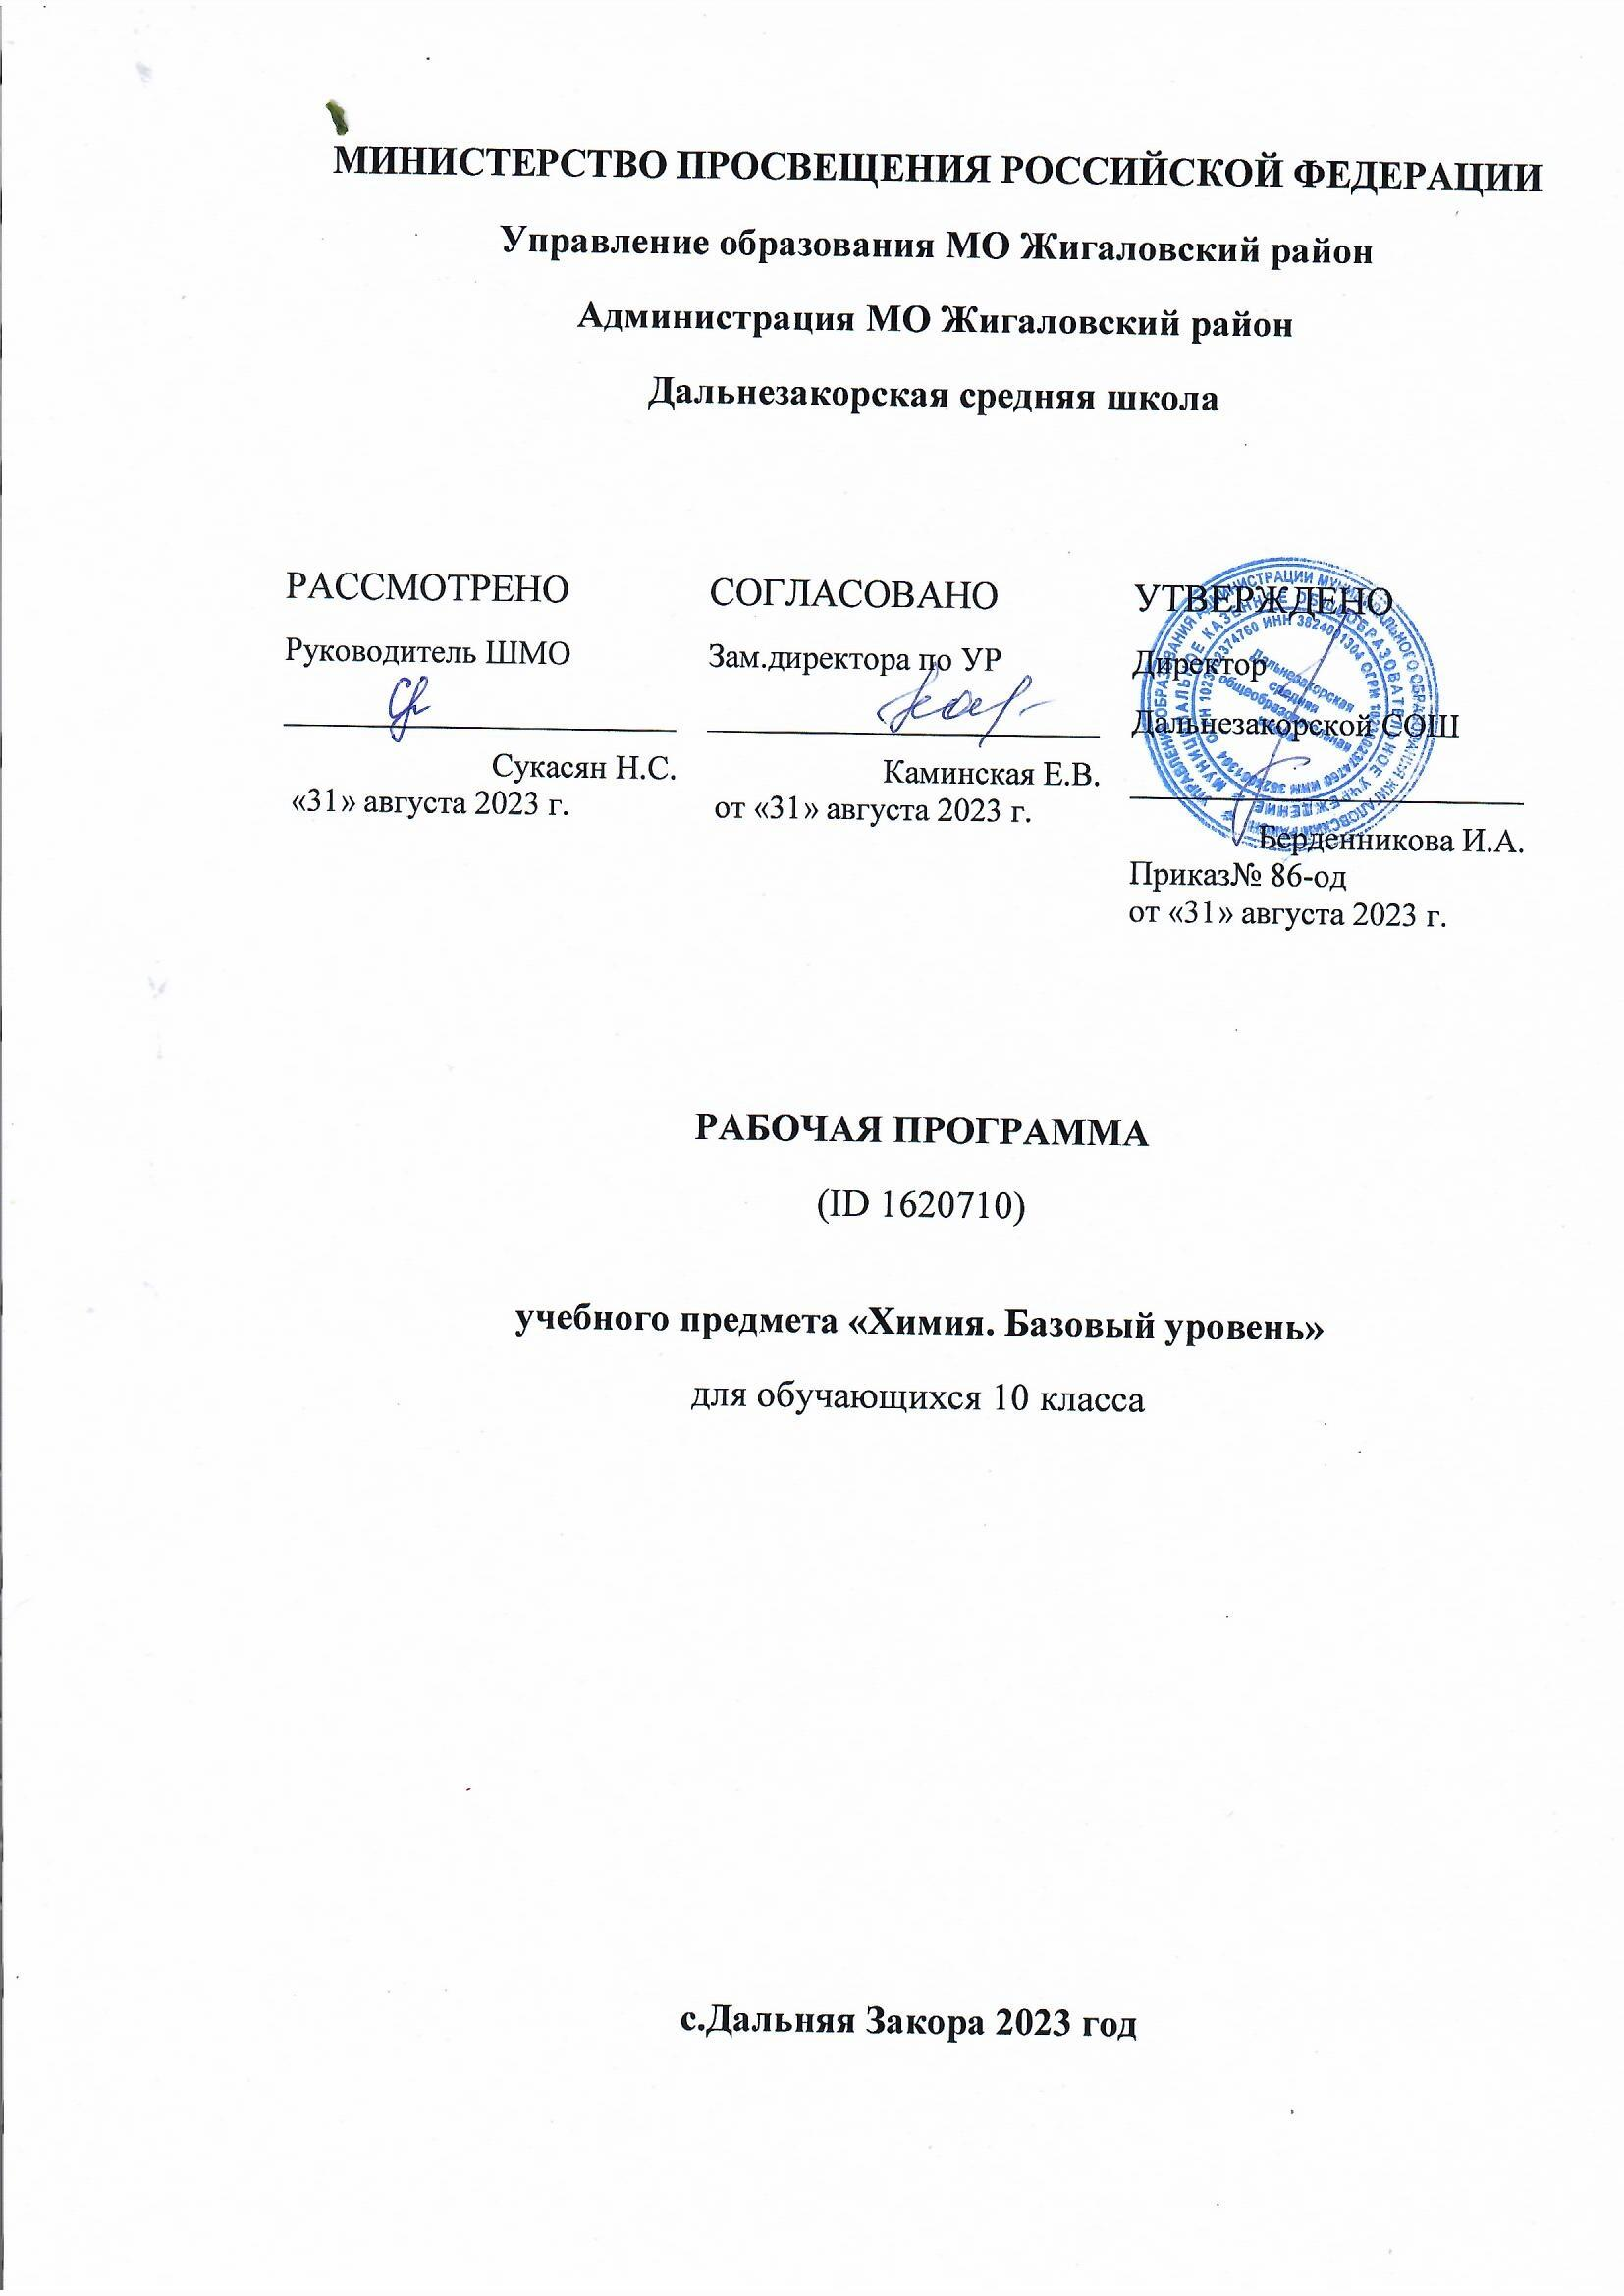 МИНИСТЕРСТВО ПРОСВЕЩЕНИЯ РОССИЙСКОЙ ФЕДЕРАЦИИ
Управление образования МО Жигаловский район
Администрация МО Жигаловский район
Дальнезакорская средняя школа
РАССМОТРЕНО
Руководитель ШМО
Сукасян Н.С.
«31» августа 2023 г.
СОГЛАСОВАНО
Зам.директора по УР
Каминская Е.В.
от «31» августа 2023 г.
УТВЕРЖДЕНО
Директор
Дальнезакорской СОШ
Берденникова И.А.
Приказ№ 86-од
от «31» августа 2023 г.
Дальнезакорская
средняя
общеобразовательная
РАБОЧАЯ ПРОГРАММА
(ID 1620710)
учебного предмета «Химия. Базовый уровень»
для обучающихся 10 класса
с.Дальняя Закора 2023 год